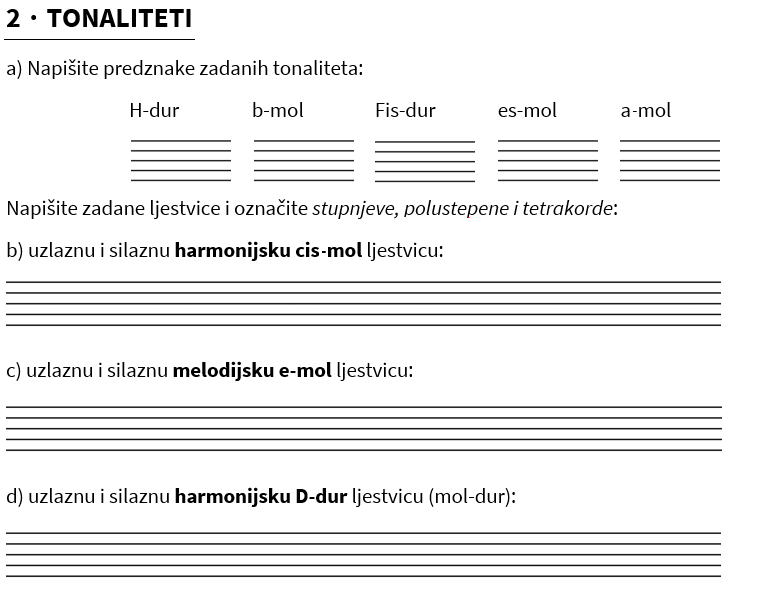 2 · TONALITETI
a) Napišite predznake zadanih tonaliteta:
H-dur b-mol Fis-dur es-mol a-mol
Napišite zadane ljestvice i označite stupnjeve, polustepene i tetrakorde:
b) uzlaznu i silaznu harmonijsku cis-mol ljestvicu:
c) uzlaznu i silaznu melodijsku e-mol ljestvicu:
d) uzlaznu i silaznu harmonijsku D-dur ljestvicu (mol-dur):